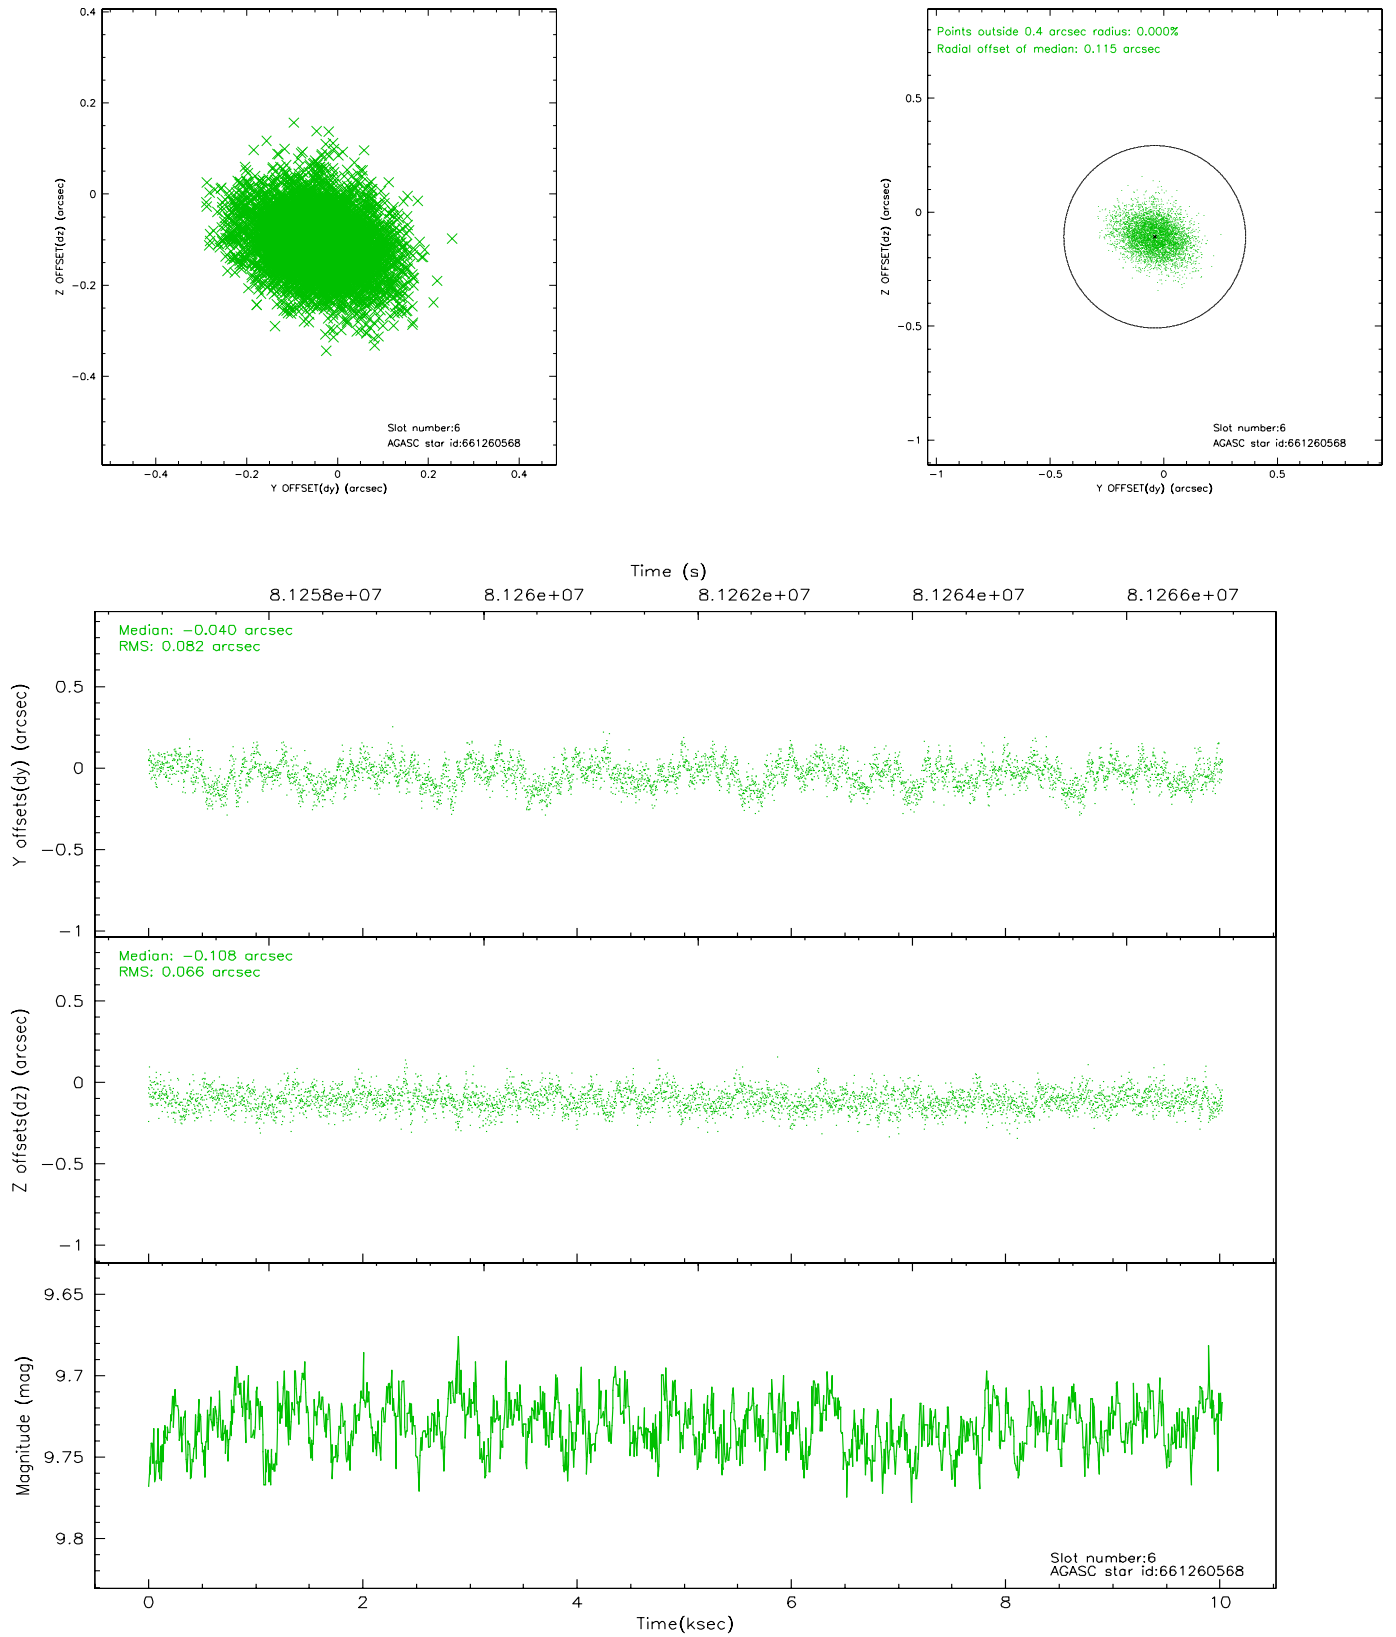 0.4
0.2
0
−0.2
−0.4
Z OFFSET(dz) (arcsec)
Slot number:6
AGASC star id:661260568
−0.4
−0.2
0
0.2
0.4
Y OFFSET(dy) (arcsec)
Points outside 0.4 arcsec radius: 0.000%
Radial offset of median: 0.115 arcsec
0.5
0
−0.5
−1
Z OFFSET(dz) (arcsec)
Slot number:6
AGASC star id:661260568
−1
−0.5
0
0.5
Y OFFSET(dy) (arcsec)
Time (s)
8.1258e+07
8.126e+07
8.1262e+07
8.1264e+07
8.1266e+07
Median: −0.040 arcsec
RMS: 0.082 arcsec
0.5
0
−0.5
−1
Y offsets(dy) (arcsec)
Median: −0.108 arcsec
RMS: 0.066 arcsec
0.5
0
−0.5
−1
Z offsets(dz) (arcsec)
9.65
9.7
9.75
9.8
Magnitude (mag)
Slot number:6
AGASC star id:661260568
0
2
4
6
8
10
Time(ksec)